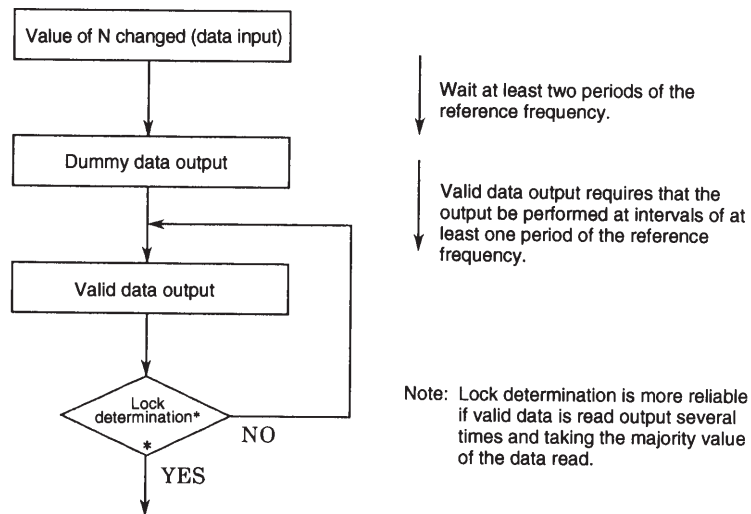 Value of N changed (data input)
Wait at least two periods of the
reference frequency.
Dummy data output
Valid data output requires that the
output be performed at intervals of at
least one period of the reference
frequency.
Valid data output
Lock
determination*
*
NO
YES
Note: Lock determination is more reliable
if valid data is read output several
times and taking the majority value
of the data read.